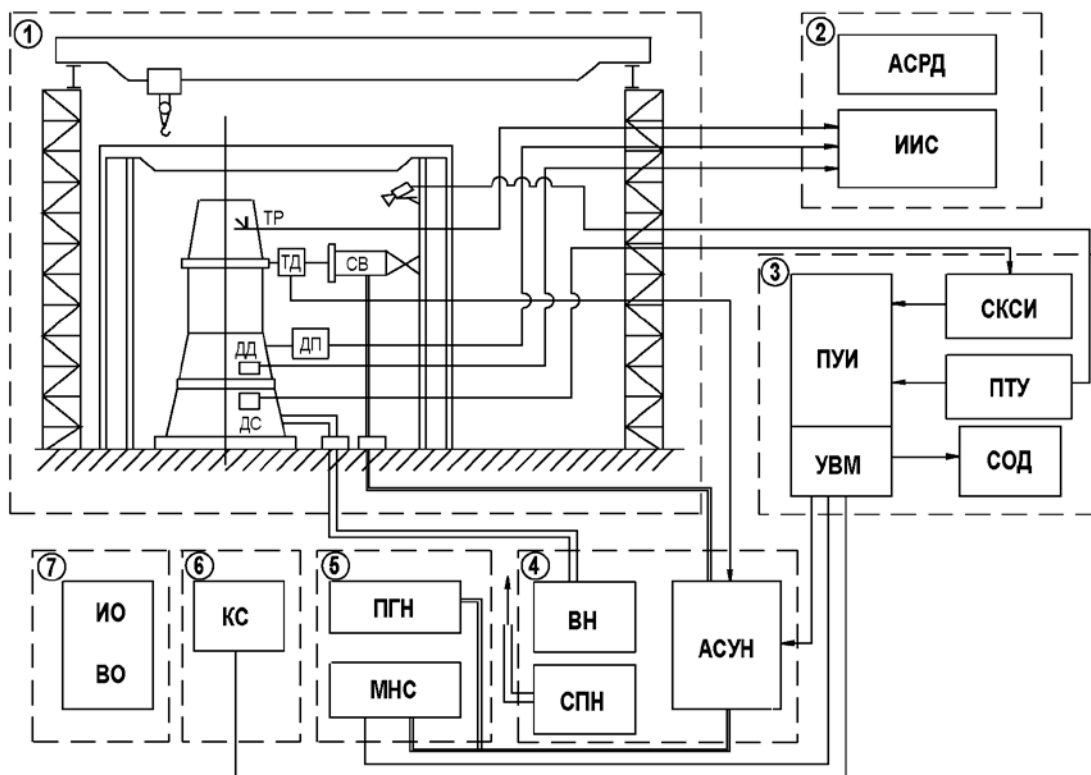 1
ТР
ТД
СВ
ДД
ДП
ДС
2
АСРД
ИИС
3
ПУИ
СКСИ
ПТУ
УВМ
СОД
7
ИО
ВО
6
КС
5
ПГН
МНС
4
ВН
СПН
АСУН